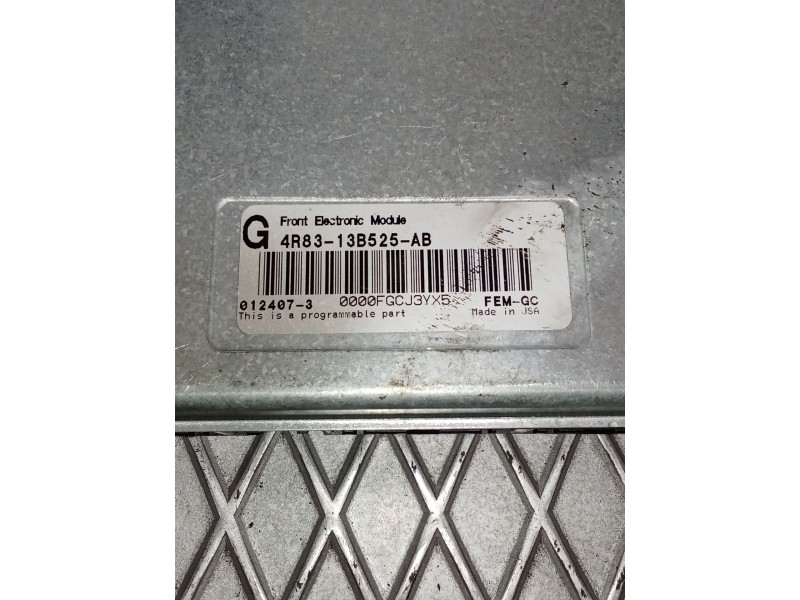 G Front Electronic Module
4R83-13B525-AB
012407-3 0000FGCJ3YX5 FEM-GC
This is a programmable part Made in USA